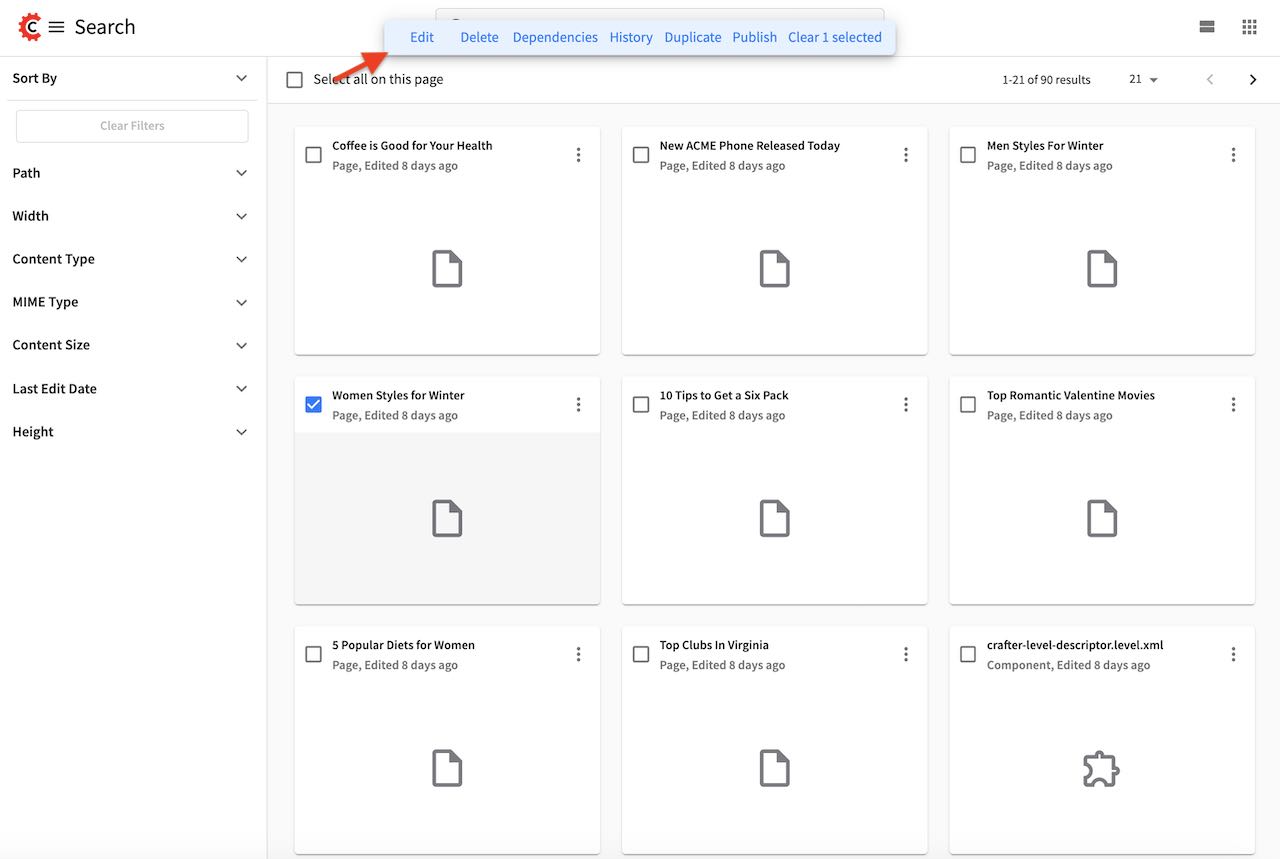 Search
Edit Delete Dependencies History Duplicate Publish Clear 1 selected
Sort By
Clear Filters
Path
Width
Content Type
MIME Type
Content Size
Last Edit Date
Height
Select all on this page
1-21 of 90 results
21
Coffee is Good for Your Health
Page, Edited 8 days ago
New ACME Phone Released Today
Page, Edited 8 days ago
Men Styles For Winter
Page, Edited 8 days ago
Women Styles for Winter
Page, Edited 8 days ago
10 Tips to Get a Six Pack
Page, Edited 8 days ago
Top Romantic Valentine Movies
Page, Edited 8 days ago
5 Popular Diets for Women
Page, Edited 8 days ago
Top Clubs In Virginia
Page, Edited 8 days ago
crafter-level-descriptor.level.xml
Component, Edited 8 days ago